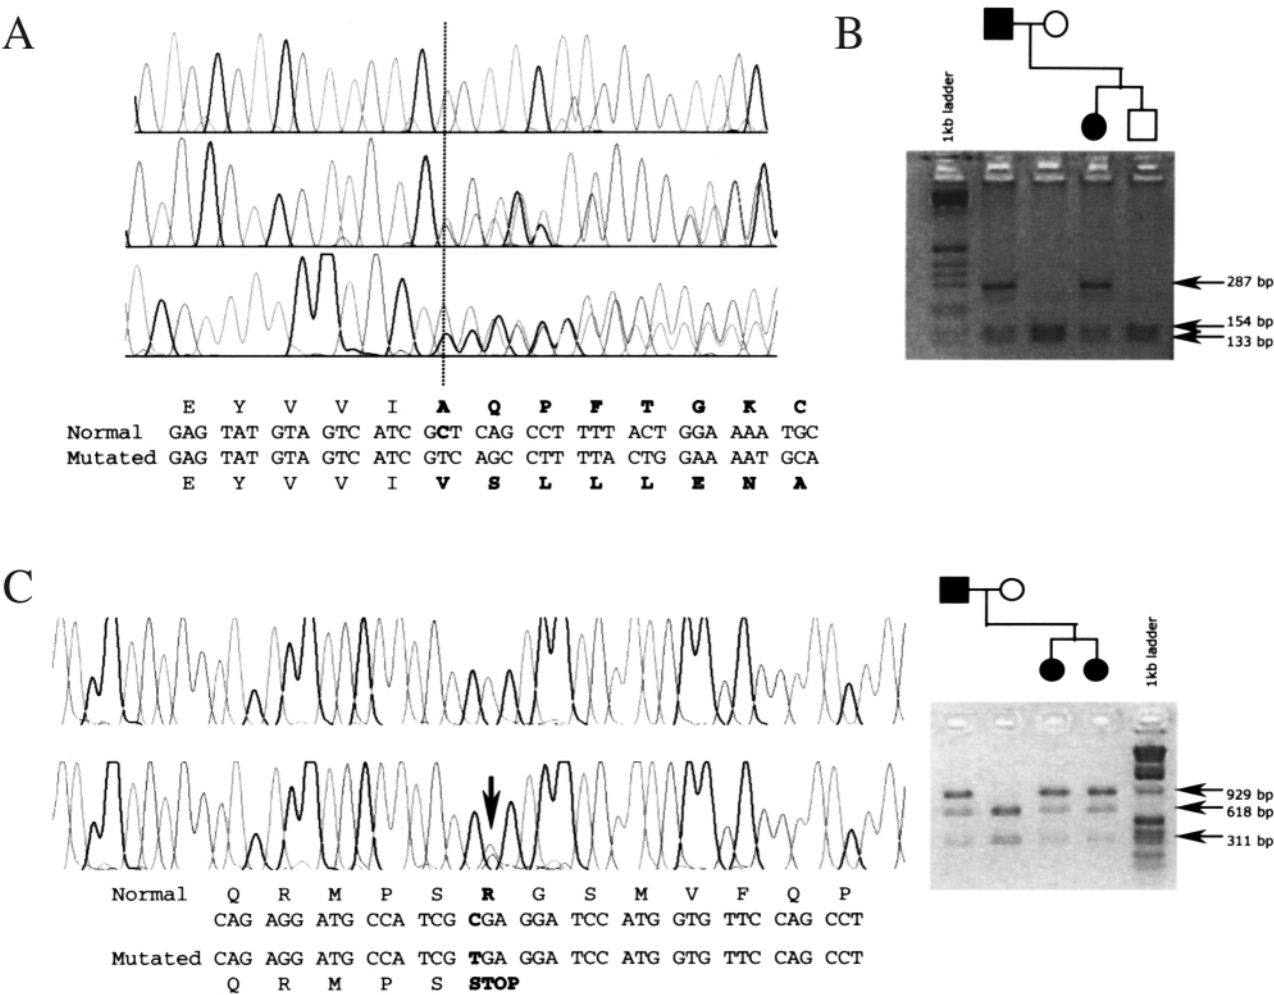 A
B
1kb ladder
287 bp
154 bp
133 bp
E Y V V I A Q P F T G K C
Normal GAG TAT GTA GTC ATC GCT CAG CCT TTT ACT GGA AAA TGC
Mutated GAG TAT GTA GTC ATC GTC AGC CTT TTA CTG GAA AAT GCA
E Y V V I V S L L L E N A
C
1kb ladder
929 bp
618 bp
311 bp
Normal Q R M P S R G S M V F Q P
CAG AGG ATG CCA TCG CGA GGA TCC ATG GTG TTC CAG CCT
Mutated CAG AGG ATG CCA TCG TGA GGA TCC ATG GTG TTC CAG CCT
Q R M P S STOP